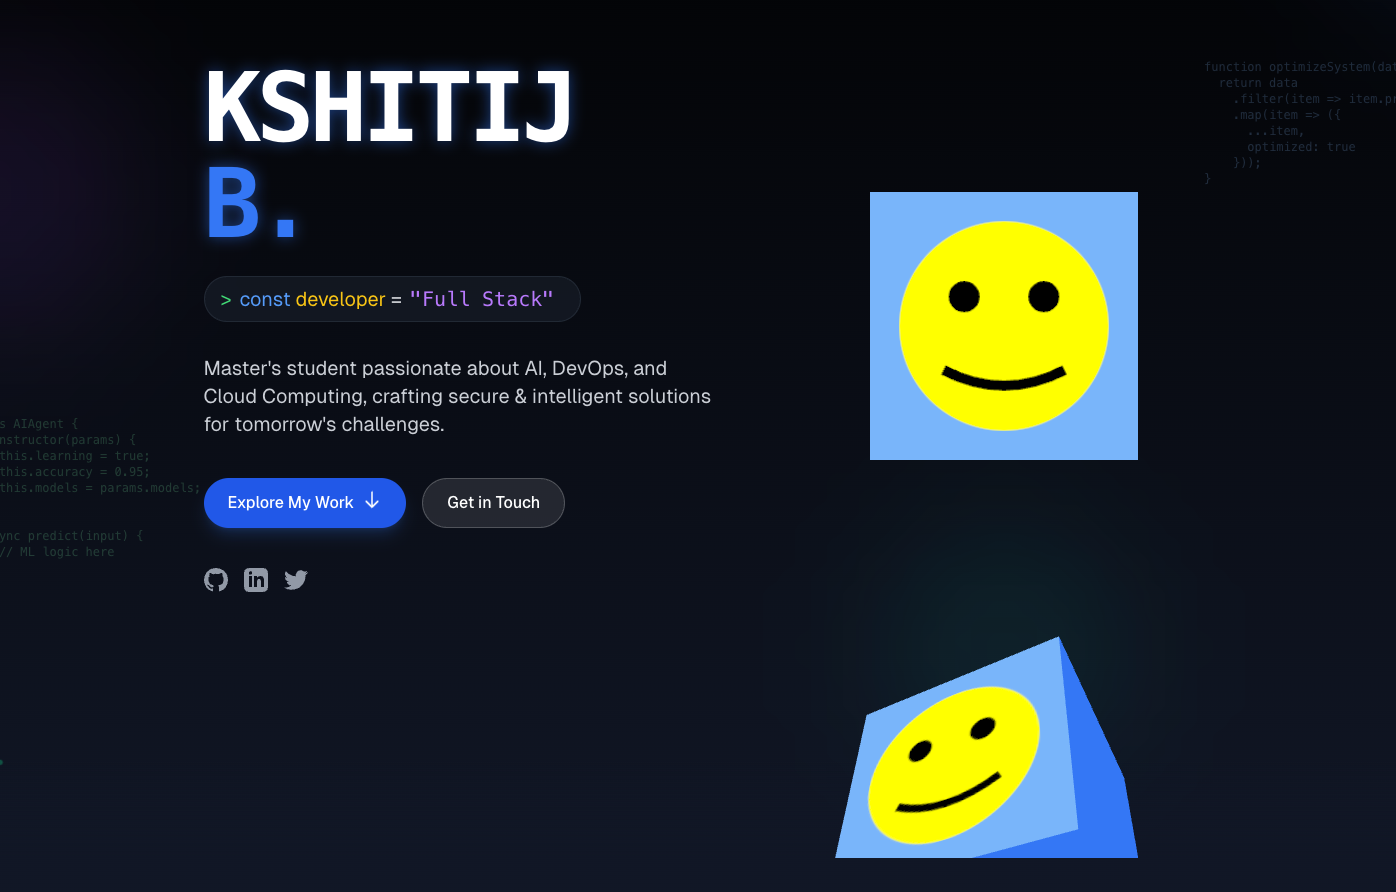 KSHITIJ
B.
> const developer = "Full Stack"
Master's student passionate about AI, DevOps, and
Cloud Computing, crafting secure & intelligent solutions
for tomorrow's challenges.
Explore My Work ↓
Get in Touch
in
function optimizeSystem(dat
return data
.filter(item => item.pr
.map(item => ({
...item,
optimized: true
}));
}
s AIAgent {
nstructor(params) {
this.learning = true;
this.accuracy = 0.95;
this.models = params.models;
ync predict(input) {
// ML logic here